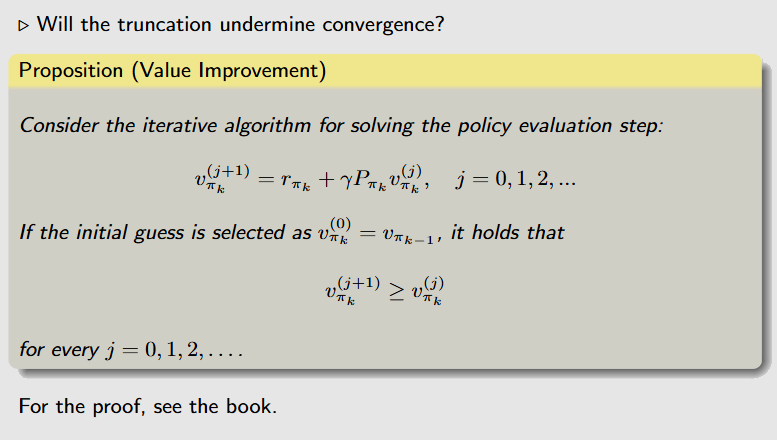 ▷ Will the truncation undermine convergence?
Proposition (Value Improvement)
Consider the iterative algorithm for solving the policy evaluation step:
$v_{\pi_k}^{(j+1)} = r_{\pi_k} + \gamma P_{\pi_k} v_{\pi_k}^{(j)}, \quad j = 0, 1, 2, ...$
If the initial guess is selected as $v_{\pi_k}^{(0)} = v_{\pi_{k-1}}$, it holds that
$v_{\pi_k}^{(j+1)} \geq v_{\pi_k}^{(j)}$
for every $j = 0, 1, 2, \ldots.$
For the proof, see the book.